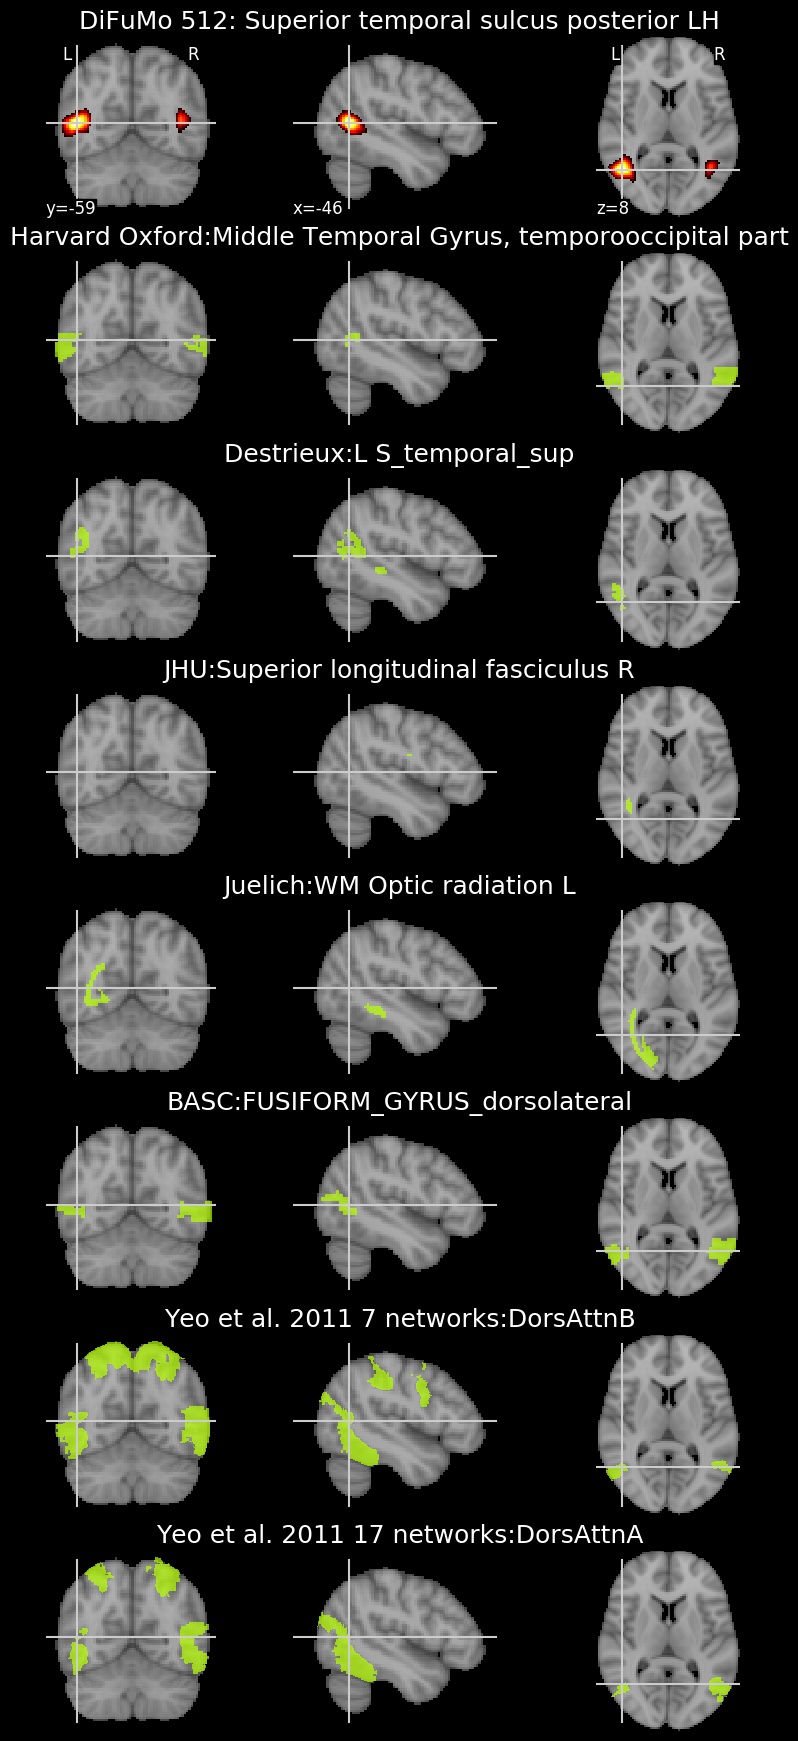 DiFuMo 512: Superior temporal sulcus posterior LH
L R L R
y=-59 x=-46 z=8
Harvard Oxford:Middle Temporal Gyrus, temporooccipital part
Destrieux:L S_temporal_sup
JHU:Superior longitudinal fasciculus R
Juelich:WM Optic radiation L
BASC:FUSIFORM_GYRUS_dorsolateral
Yeo et al. 2011 7 networks:DorsAttnB
Yeo et al. 2011 17 networks:DorsAttnA